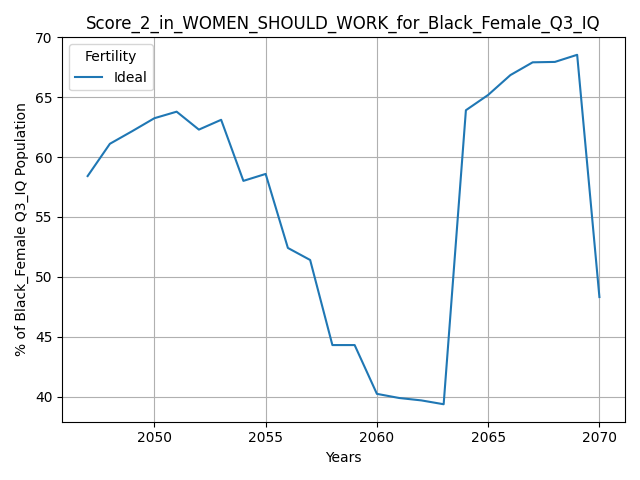 Score_2_in_WOMEN_SHOULD_WORK_for_Black_Female_Q3_IQ
Fertility
Ideal
% of Black_Female Q3_IQ Population
70
65
60
55
50
45
40
2050
2055
2060
2065
2070
Years